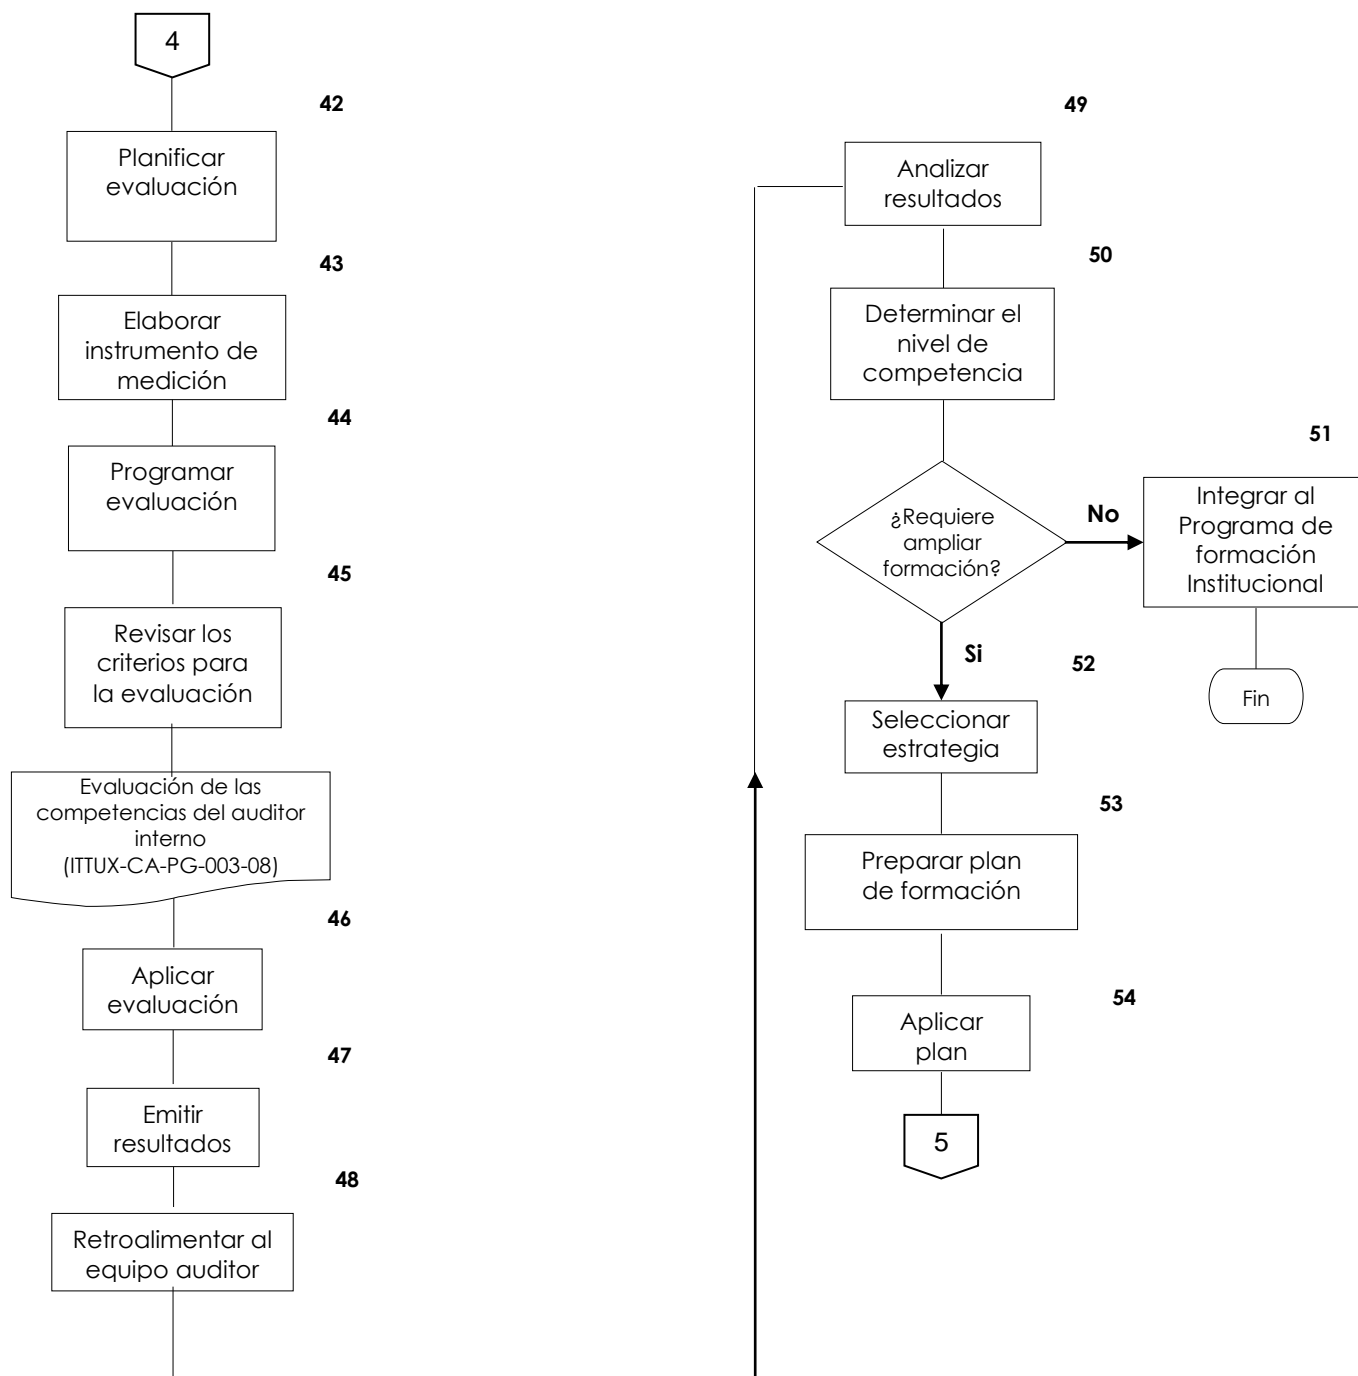 4
42
Planificar
evaluación
43
Elaborar
instrumento de
medición
44
Programar
evaluación
45
Revisar los
criterios para
la evaluación
Evaluación de las
competencias del auditor
interno
(ITTUX-CA-PG-003-08)
46
Aplicar
evaluación
47
Emitir
resultados
48
Retroalimentar al
equipo auditor
49
Analizar
resultados
50
Determinar el
nivel de
competencia
¿Requiere
ampliar
formación?
No
51
Integrar al
Programa de
formación
Institucional
Fin
Si
52
Seleccionar
estrategia
53
Preparar plan
de formación
54
Aplicar
plan
5